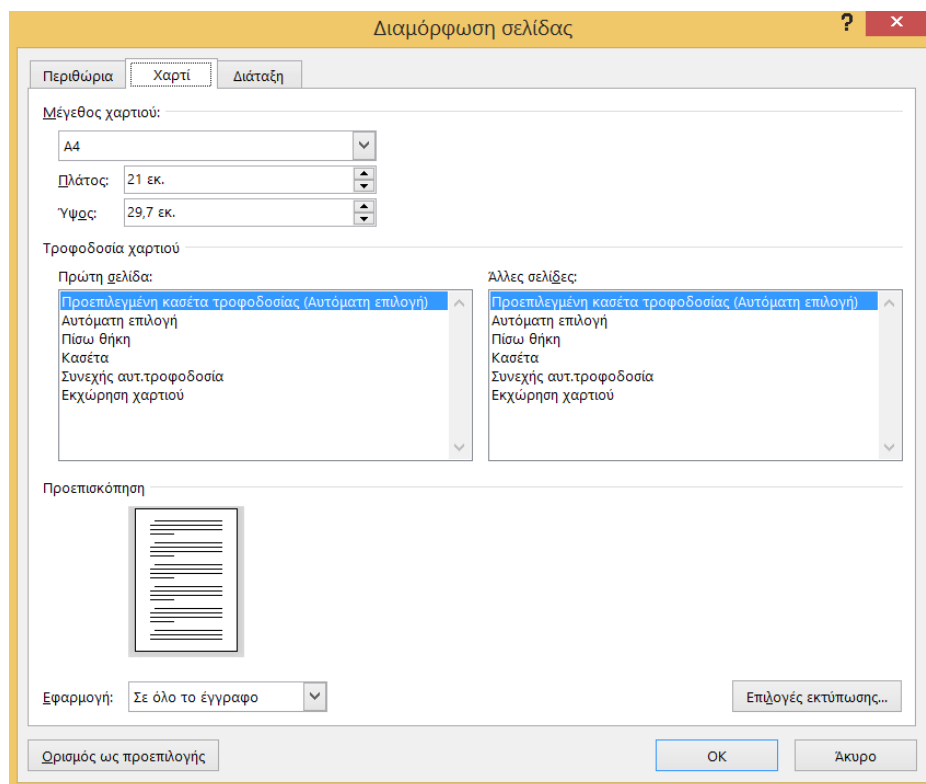 Διαμόρφωση σελίδας
?
×
Περιθώρια Χαρτί Διάταξη
Μέγεθος χαρτιού:
A4
Πλάτος: 21 εκ.
Ύψος: 29,7 εκ.
Τροφοδοσία χαρτιού
Πρώτη σελίδα:
Προεπιλεγμένη κασέτα τροφοδοσίας (Αυτόματη επιλογή)
Αυτόματη επιλογή
Πίσω θήκη
Κασέτα
Συνεχής αυτ.τροφοδοσία
Εκχώρηση χαρτιού
Άλλες σελίδες:
Προεπιλεγμένη κασέτα τροφοδοσίας (Αυτόματη επιλογή)
Αυτόματη επιλογή
Πίσω θήκη
Κασέτα
Συνεχής αυτ.τροφοδοσία
Εκχώρηση χαρτιού
Προεπισκόπηση
Εφαρμογή: Σε όλο το έγγραφο
Επιλογές εκτύπωσης...
Ορισμός ως προεπιλογής
OK
Άκυρο